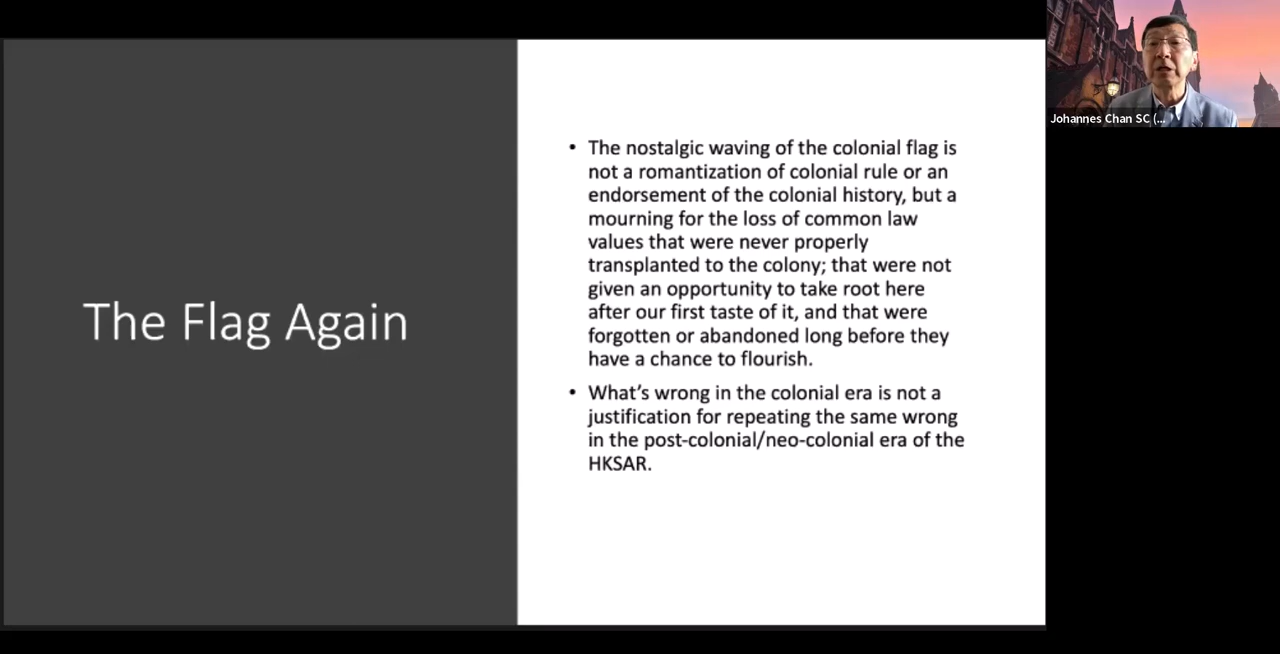 The Flag Again
• The nostalgic waving of the colonial flag is
not a romantization of colonial rule or an
endorsement of the colonial history, but a
mourning for the loss of common law
values that were never properly
transplanted to the colony; that were not
given an opportunity to take root here
after our first taste of it, and that were
forgotten or abandoned long before they
have a chance to flourish.
• What’s wrong in the colonial era is not a
justification for repeating the same wrong
in the post-colonial/neo-colonial era of the
HKSAR.
Johannes Chan SC (...